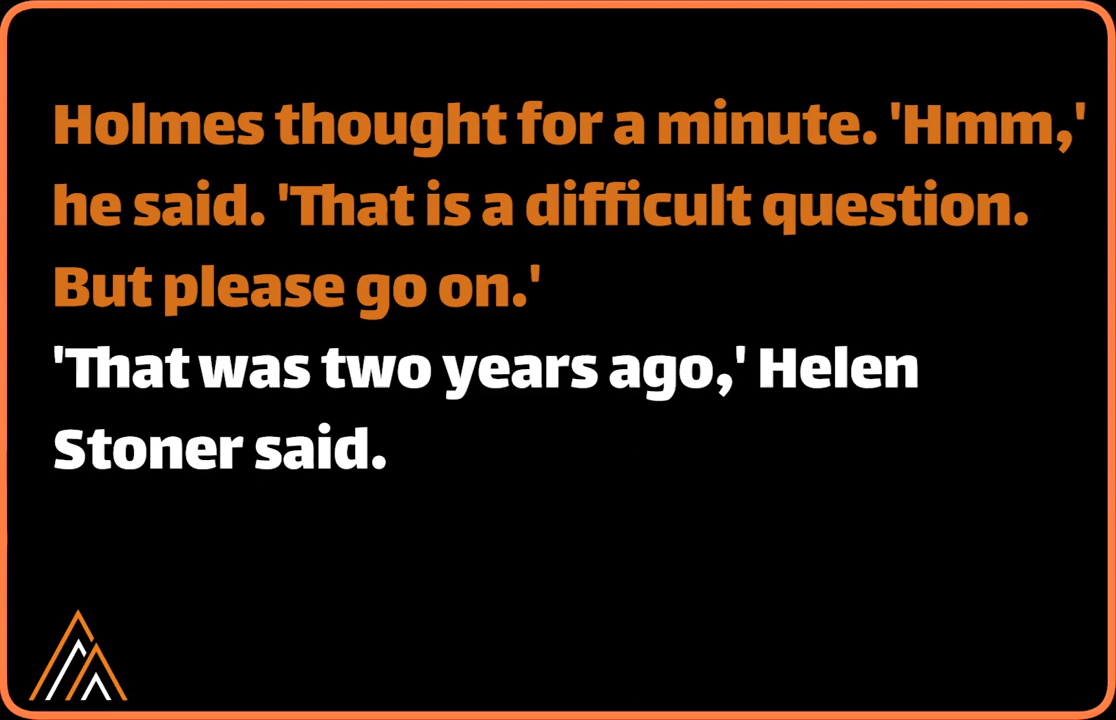 Holmes thought for a minute. 'Hmm,'
he said. 'That is a difficult question.
But please go on.'
'That was two years ago,' Helen
Stoner said.